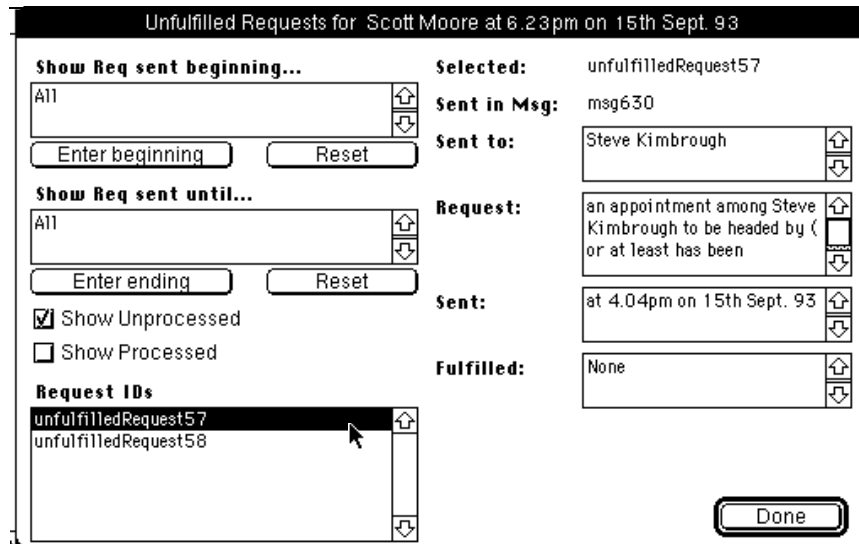 Unfulfilled Requests for Scott Moore at 6.23pm on 15th Sept. 93
Show Req sent beginning...
All
Enter beginning
Reset
Show Req sent until...
All
Enter ending
Reset
Show Unprocessed
Show Processed
Request IDs
unfulfilledRequest57
unfulfilledRequest58
Selected: unfulfilledRequest57
Sent in Msg: msg630
Sent to: Steve Kimbrough
Request: an appointment among Steve
Kimbrough to be headed by (
or at least has been
Sent: at 4.04pm on 15th Sept. 93
Fulfilled: None
Done